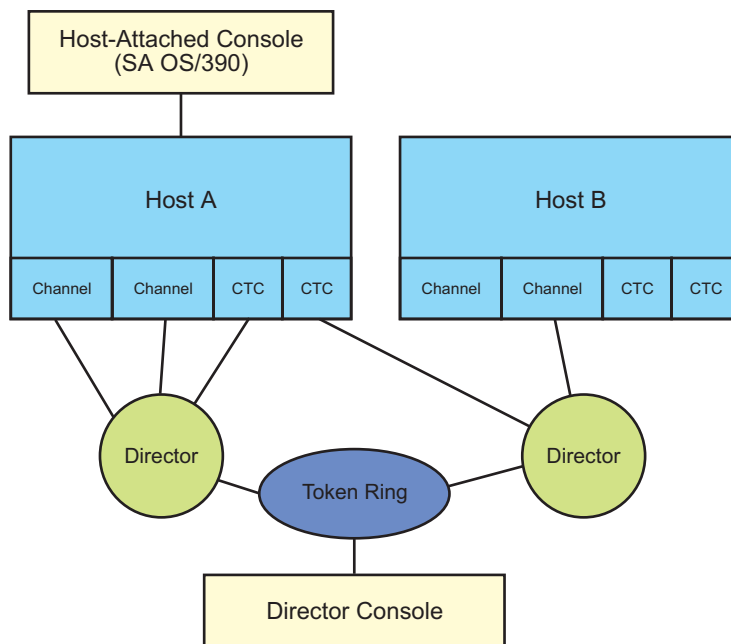 Host-Attached Console
(SA OS/390)
Host A
Host B
Channel
Channel
CTC
CTC
Channel
Channel
CTC
CTC
Director
Director
Token Ring
Director Console